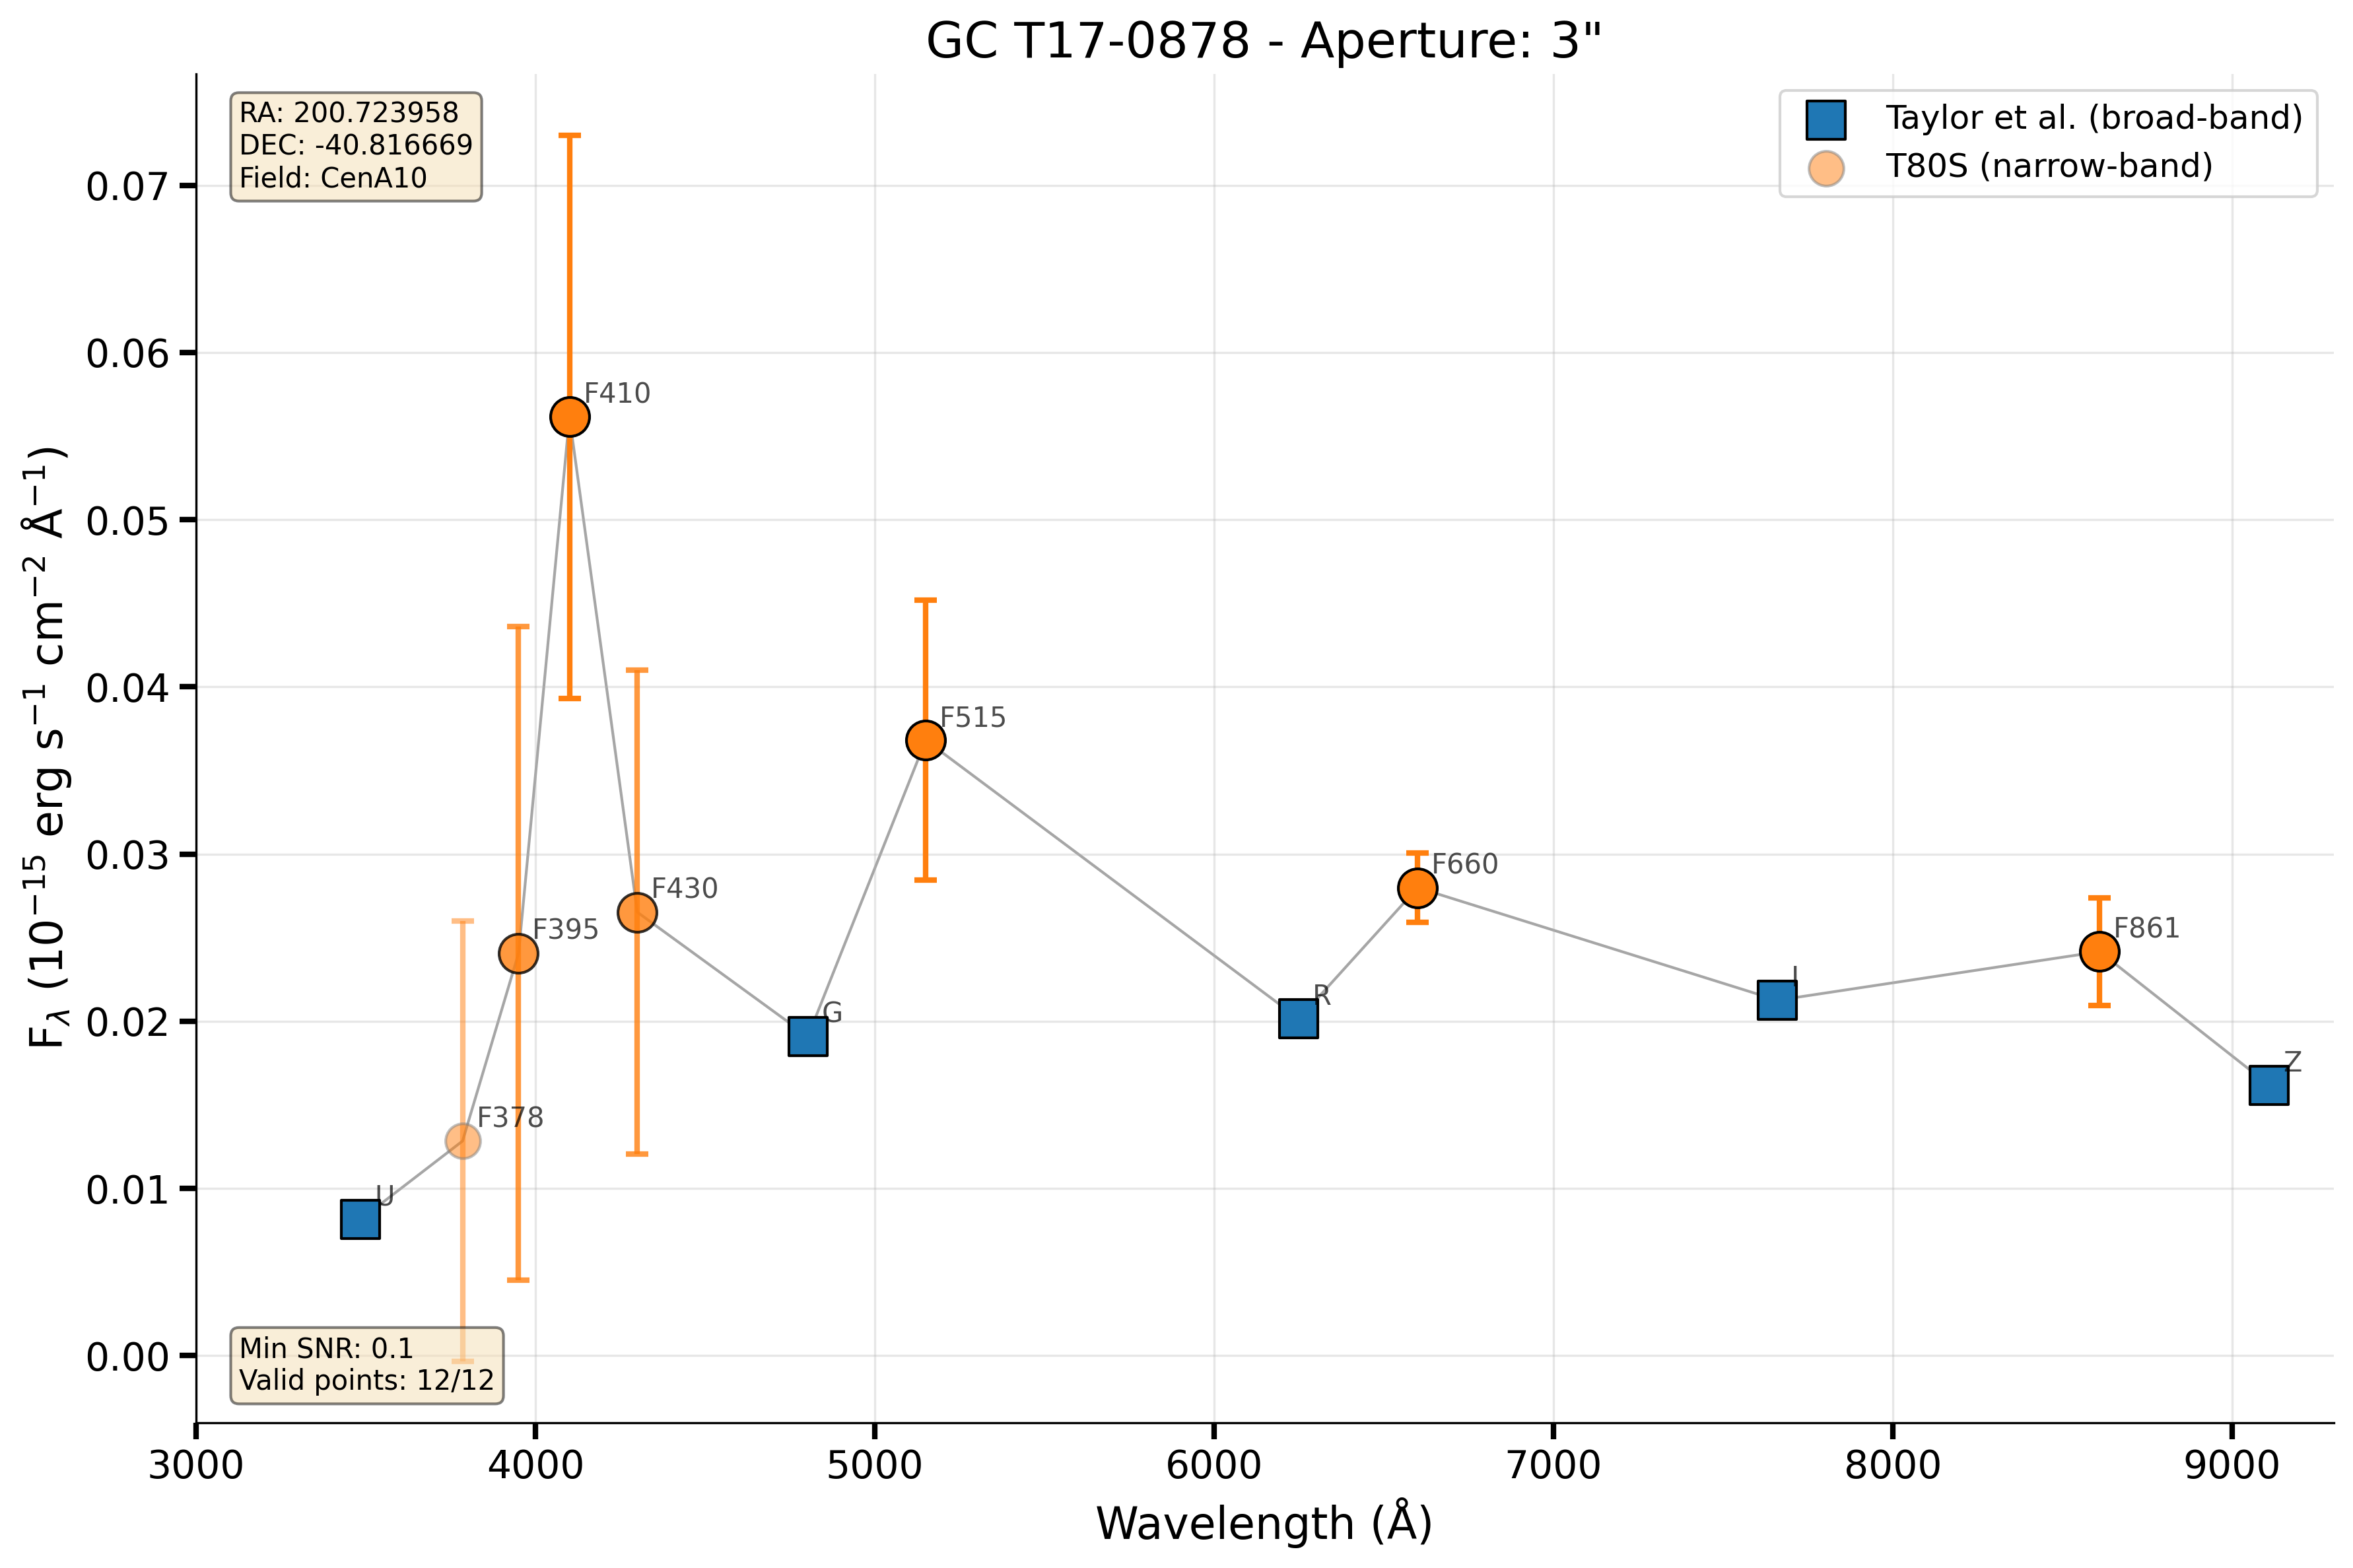 GC T17-0878 - Aperture: 3"
RA: 200.723958
DEC: -40.816669
Field: CenA10
Taylor et al. (broad-band)
T80S (narrow-band)
F410
F515
F430
F395
F660
F861
F378
U
G
R
I
Z
Min SNR: 0.1
Valid points: 12/12
0.07
0.06
0.05
0.04
0.03
0.02
0.01
0.00
3000 4000 5000 6000 7000 8000 9000
Wavelength (Å)
F_λ (10⁻¹⁵ erg s⁻¹ cm⁻² Å⁻¹)